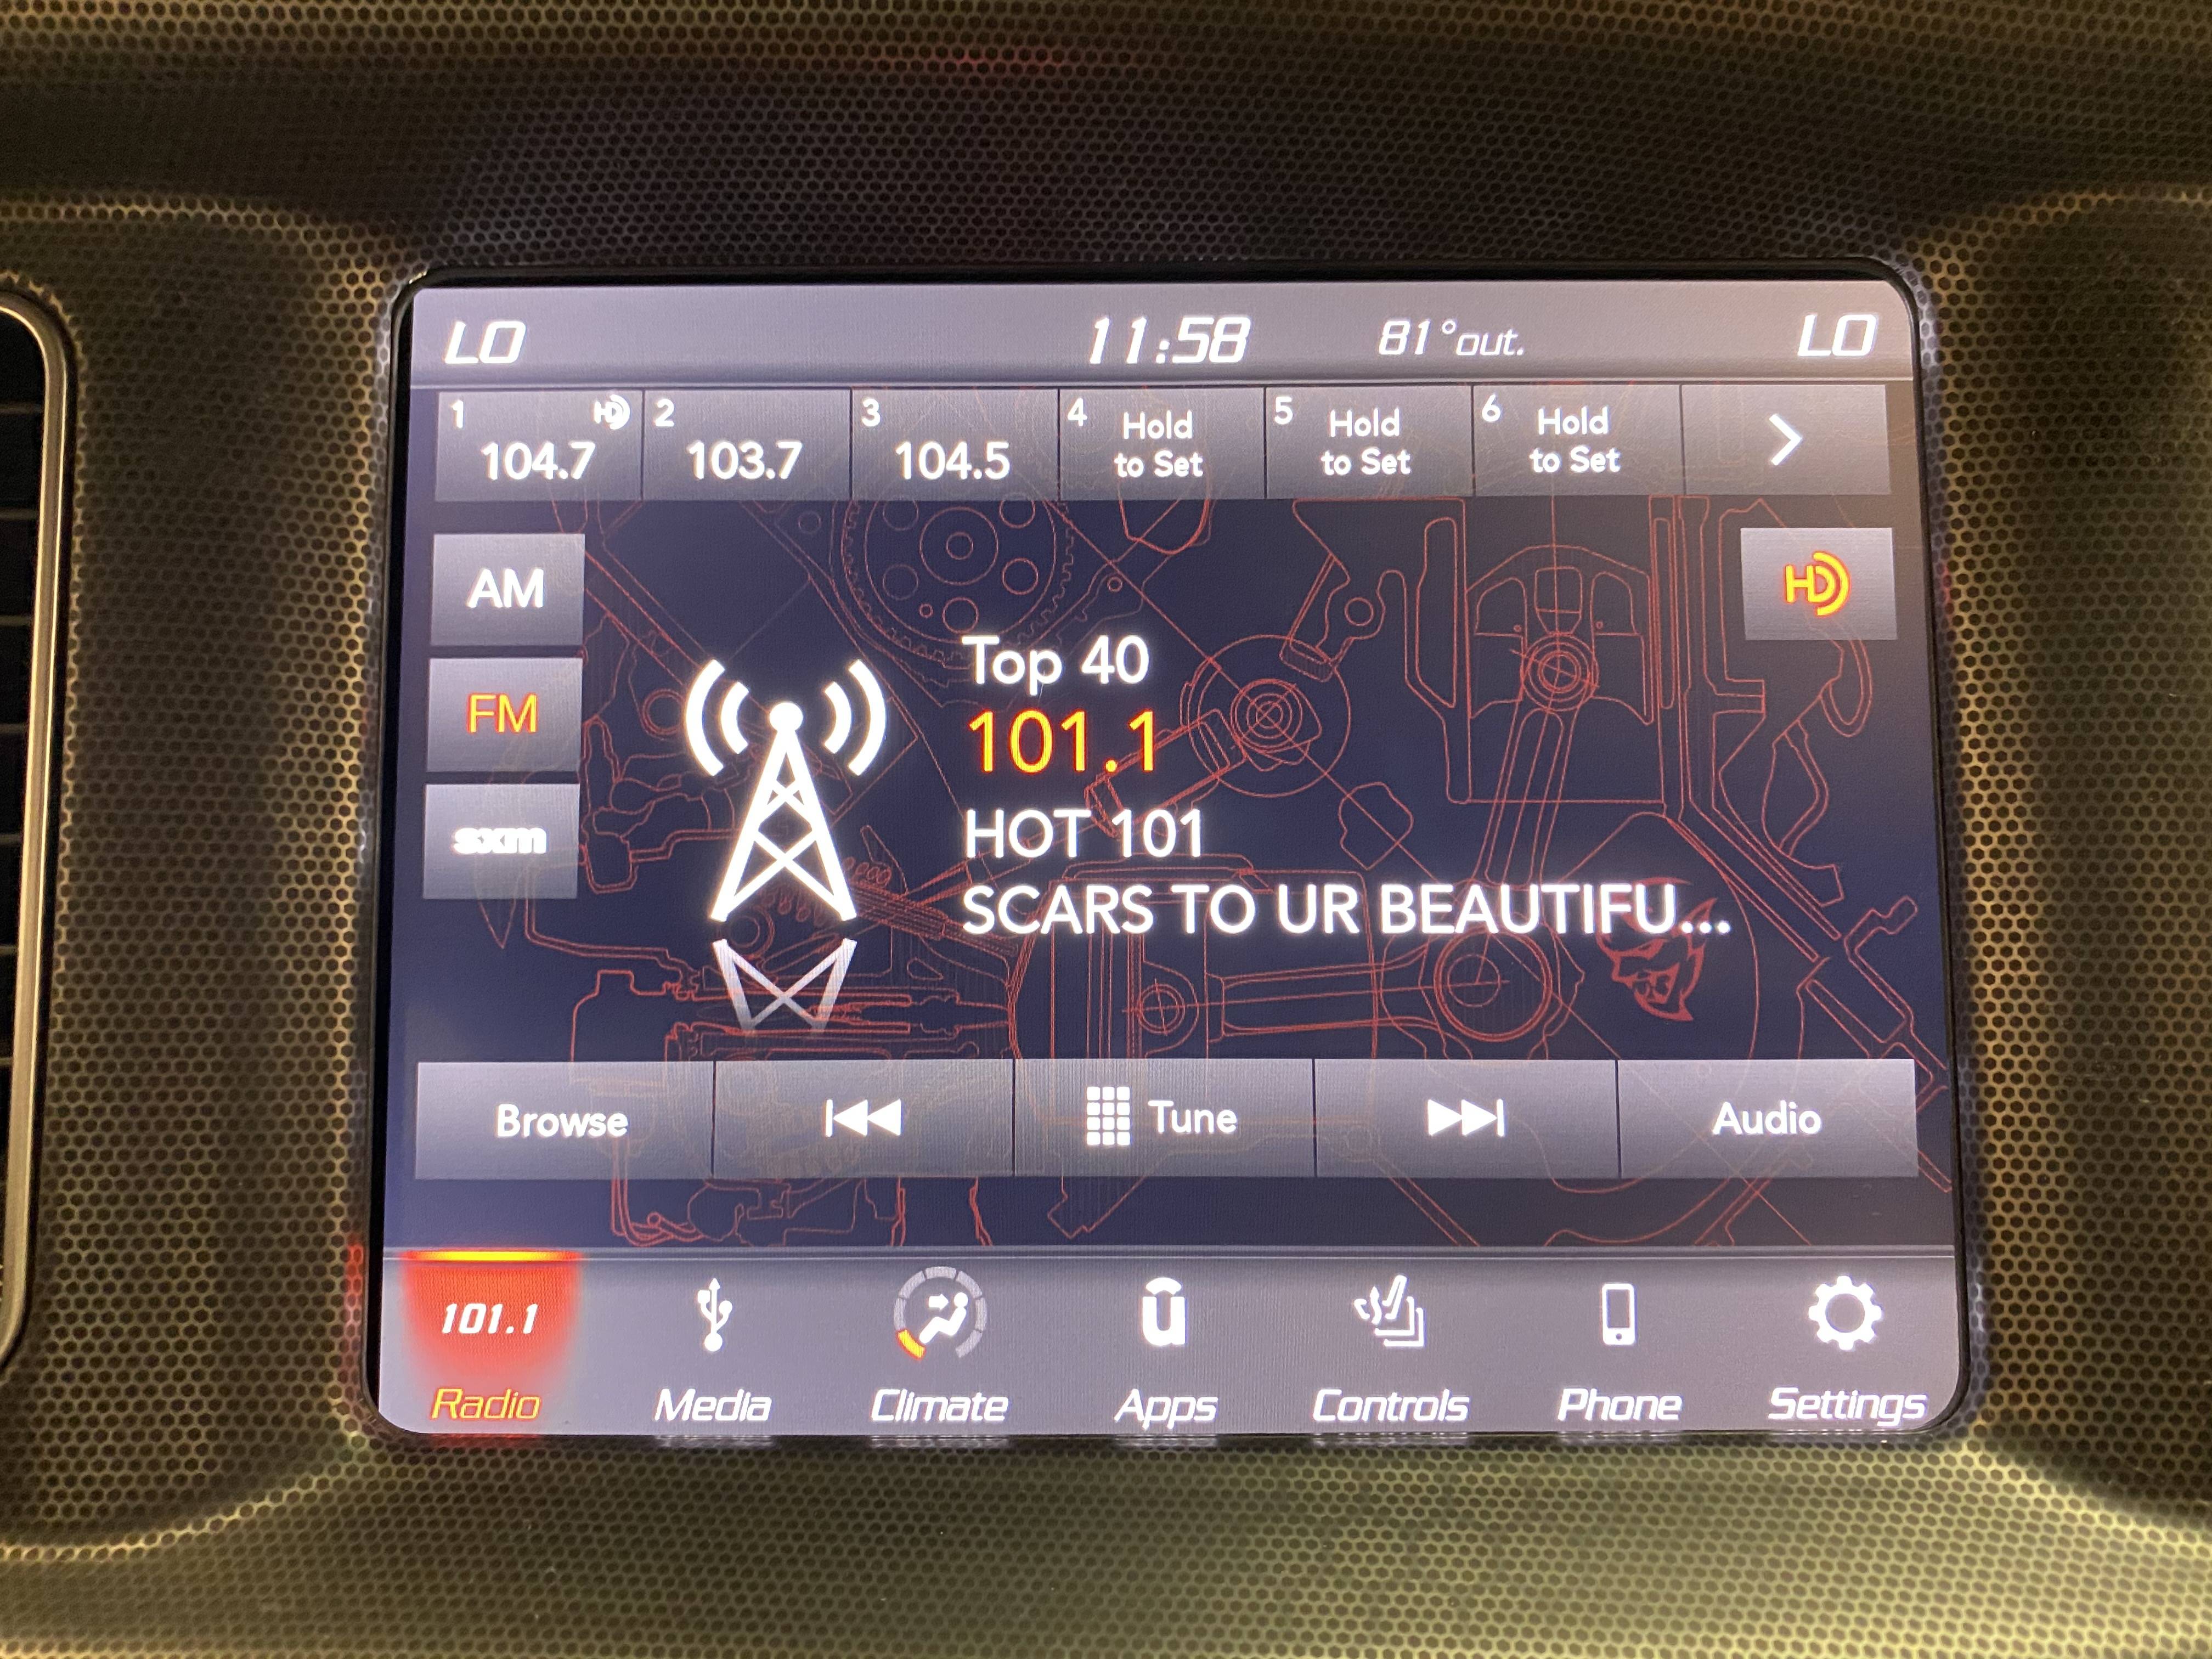 LO 11:58 81°out. LO
1 HD 2 3 4 Hold 5 Hold 6 Hold
104.7 103.7 104.5 to Set to Set to Set
AM
HD
Top 40
FM
101.1
sxm
HOT 101
SCARS TO UR BEAUTIFU...
Browse Tune Audio
101.1 u
Radio Media Climate Apps Controls Phone Settings